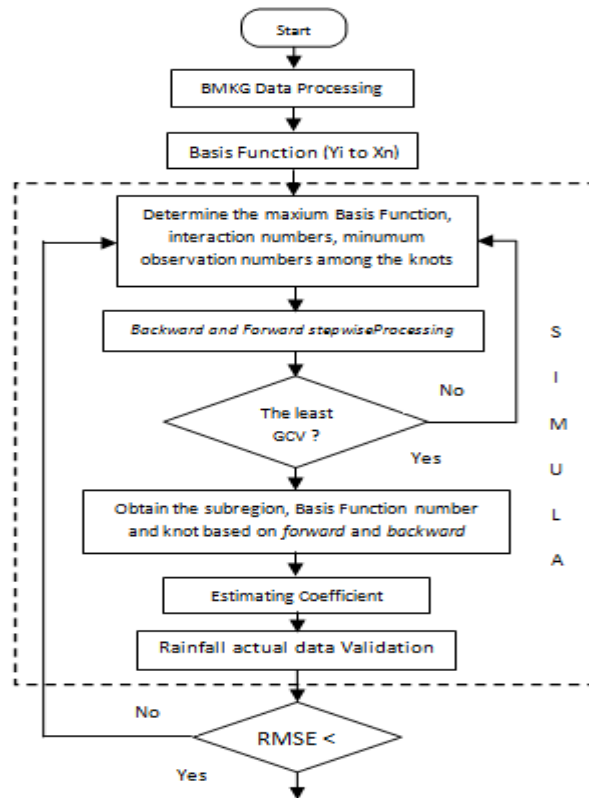 Start
BMKG Data Processing
Basis Function (Yi to Xn)
Determine the maxium Basis Function,
interaction numbers, minumum
observation numbers among the knots
Backward and Forward stepwiseProcessing
The least
GCV ?
No
Yes
Obtain the subregion, Basis Function number
and knot based on forward and backward
Estimating Coefficient
Rainfall actual data Validation
S
I
M
U
L
A
RMSE <
No
Yes